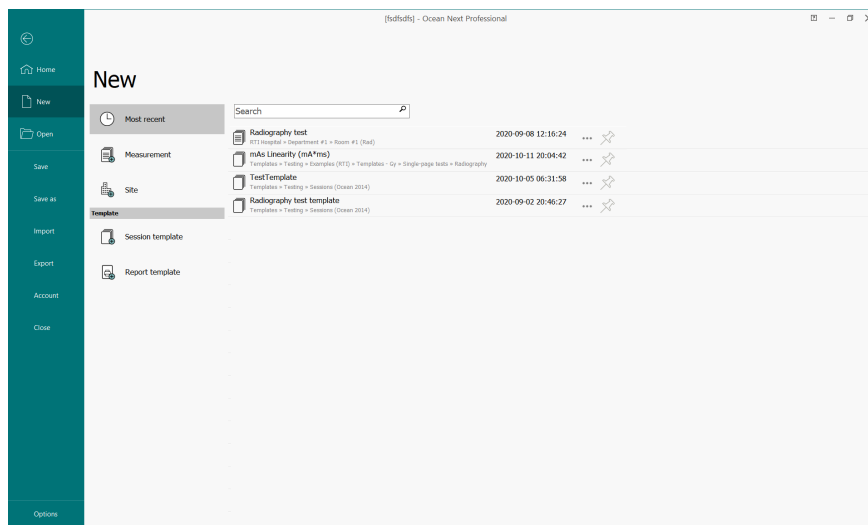 [fsdfsdfs] - Ocean Next Professional
Home
New
Open
Save
Save as
Import
Export
Account
Close
Options
New
Most recent
Measurement
Site
Template
Session template
Report template
Search
Radiography test
2020-09-08 12:16:24
RTI Hospital » Department #1 » Room #1 (Rad)
mAs Linearity (mA*ms)
2020-10-11 20:04:42
Templates » Testing » Examples (RTI) » Templates - Gy » Single-page tests » Radiography
TestTemplate
2020-10-05 06:31:58
Templates » Testing » Sessions (Ocean 2014)
Radiography test template
2020-09-02 20:46:27
Templates » Testing » Sessions (Ocean 2014)